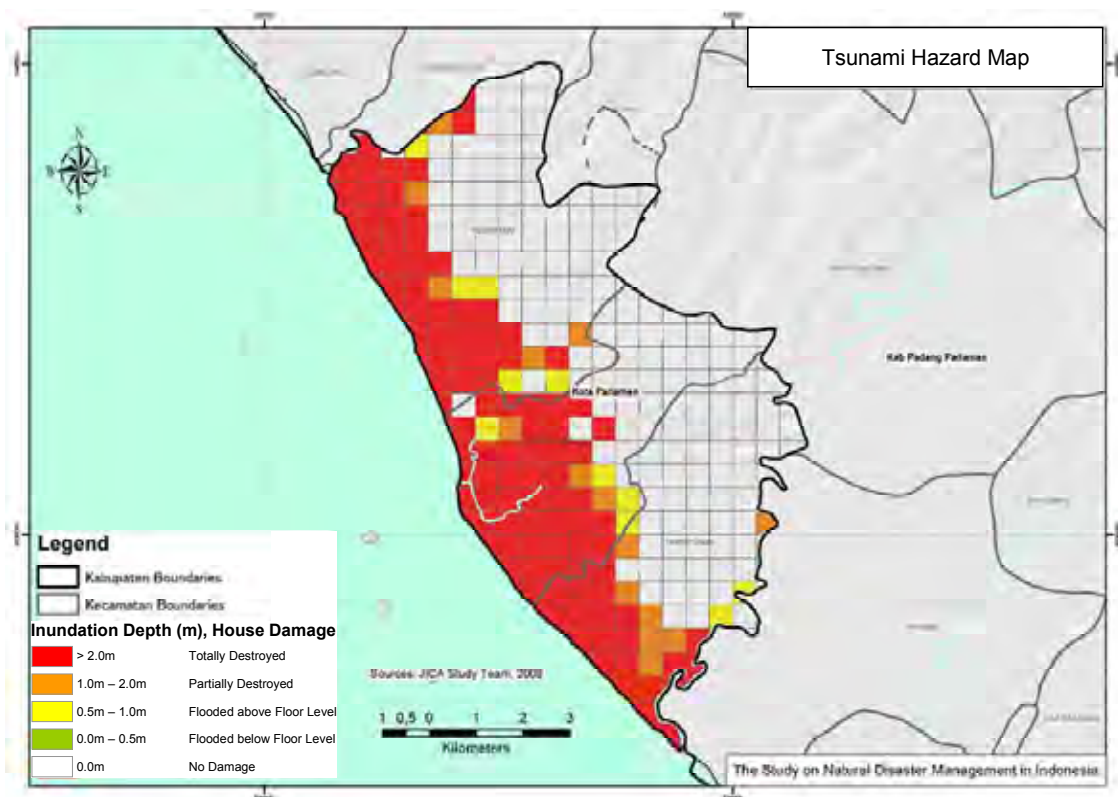 Tsunami Hazard Map
N
W
E
S
Kab Padang Pariaman
Kota Pariaman
Legend
Kabupaten Boundaries
Kecamatan Boundaries
Inundation Depth (m), House Damage
> 2.0m Totally Destroyed
1.0m – 2.0m Partially Destroyed
0.5m – 1.0m Flooded above Floor Level
0.0m – 0.5m Flooded below Floor Level
0.0m No Damage
Sources: JICA Study Team, 2008
1 0,5 0 1 2 3
Kilometers
The Study on Natural Disaster Management in Indonesia